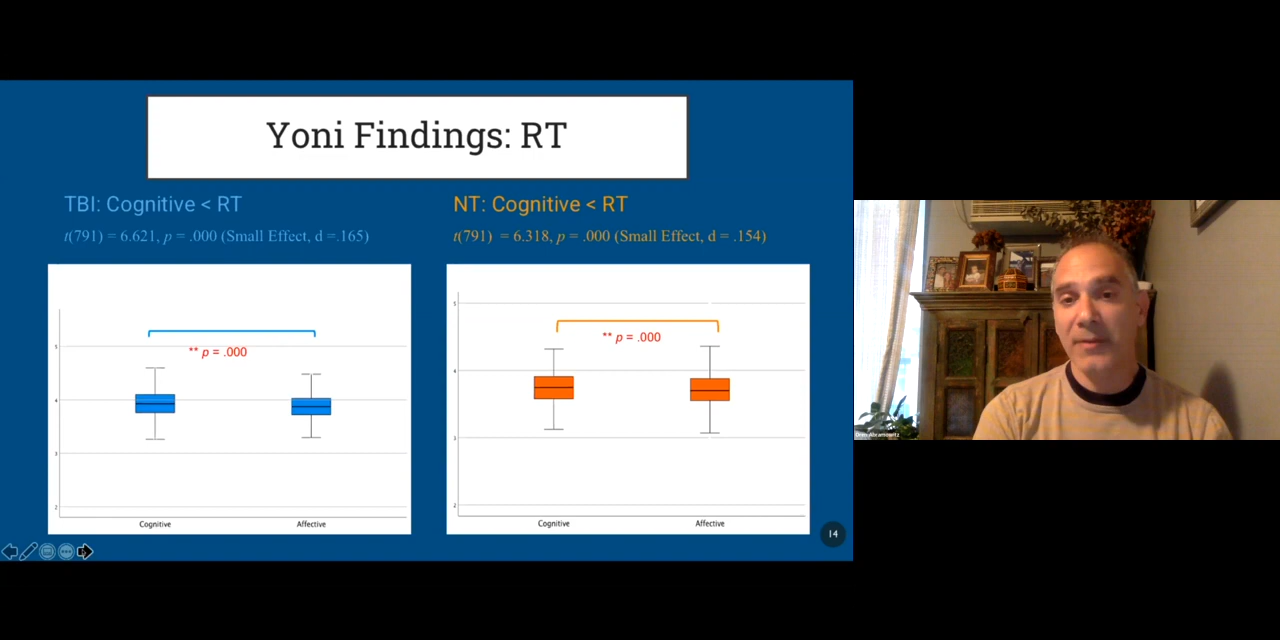 Yoni Findings: RT
TBI: Cognitive < RT
t(791) = 6.621, p = .000 (Small Effect, d =.165)
NT: Cognitive < RT
t(791) = 6.318, p = .000 (Small Effect, d = .154)
5
** p = .000
4
3
2
Cognitive Affective
5
** p = .000
4
3
2
Cognitive Affective
14